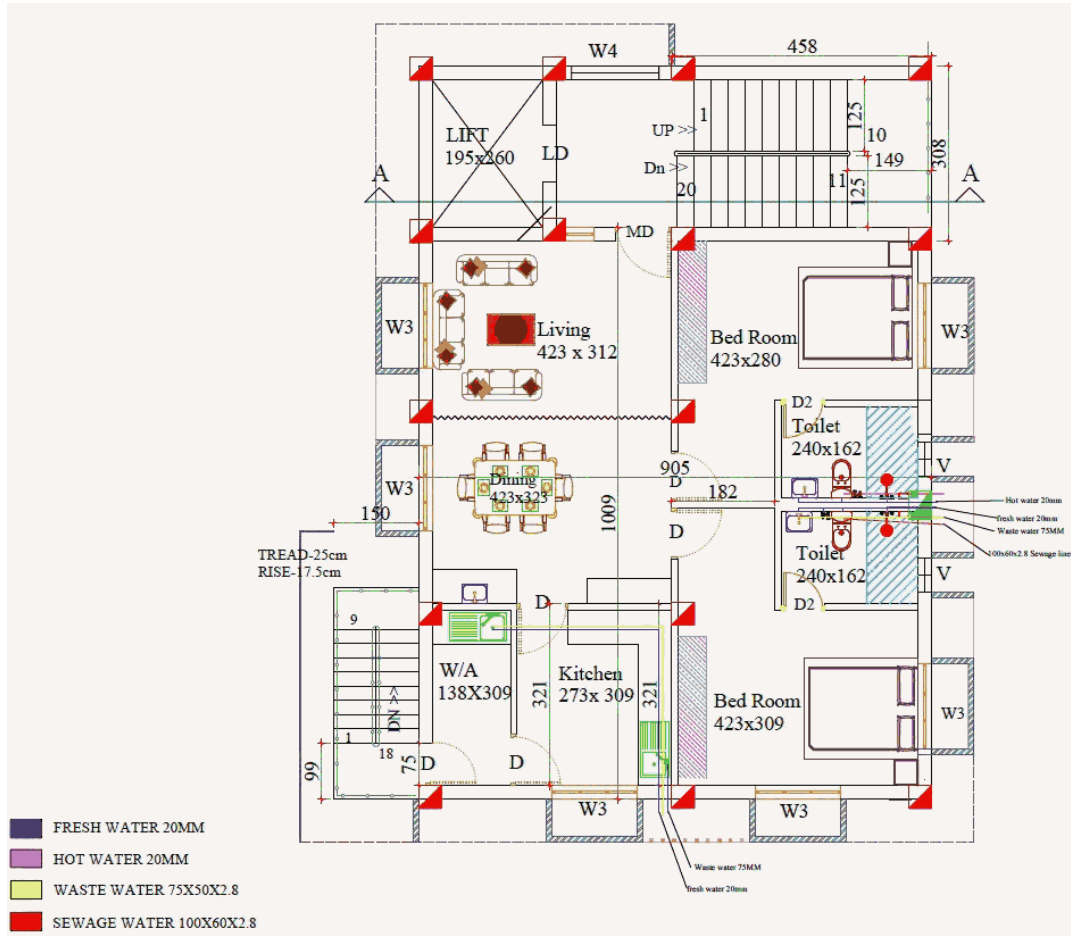 W4
458
LIFT
195x260
LD
UP >>
1
125
10
149
308
Dn >>
20
11
125
A
A
MD
W3
Living
423 x 312
Bed Room
423x280
W3
D2
Toilet
240x162
V
W3
Dining
423x323
905
D
182
1009
Hot water 20mm
fresh water 20mm
Waste water 75MM
100x60x2.8 Sewage line
150
D
TREAD-25cm
RISE-17.5cm
Toilet
240x162
V
D2
D
9
W/A
138X309
Kitchen
273x 309
321
321
DN >>
Bed Room
423x309
W3
1
18
99
75
D
D
W3
W3
Waste water 75MM
fresh water 20mm
FRESH WATER 20MM
HOT WATER 20MM
WASTE WATER 75X50X2.8
SEWAGE WATER 100X60X2.8